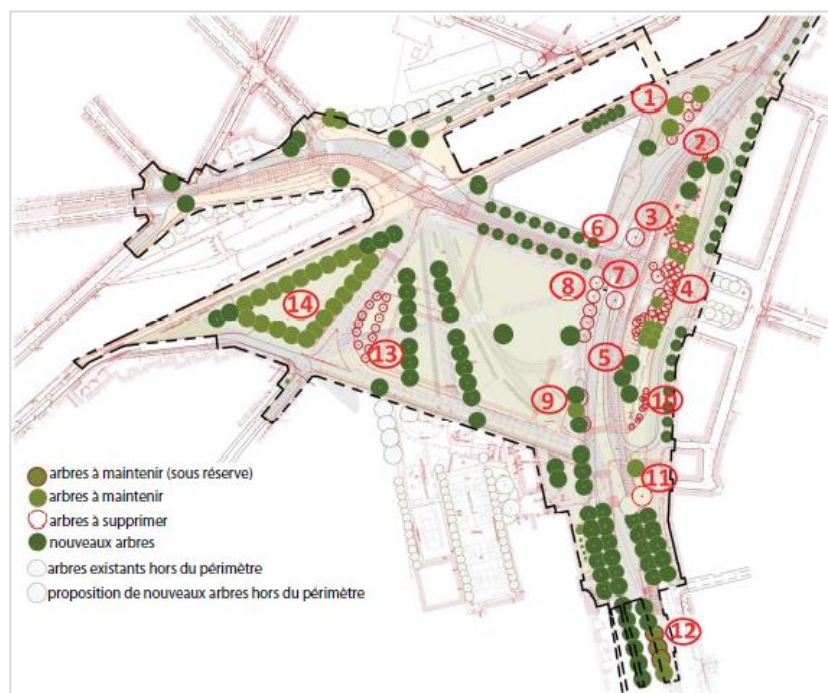 1
2
3
6
7
8
4
14
5
13
9
10
11
12
arbres à maintenir (sous réserve)
arbres à maintenir
arbres à supprimer
nouveaux arbres
arbres existants hors du périmètre
proposition de nouveaux arbres hors du périmètre